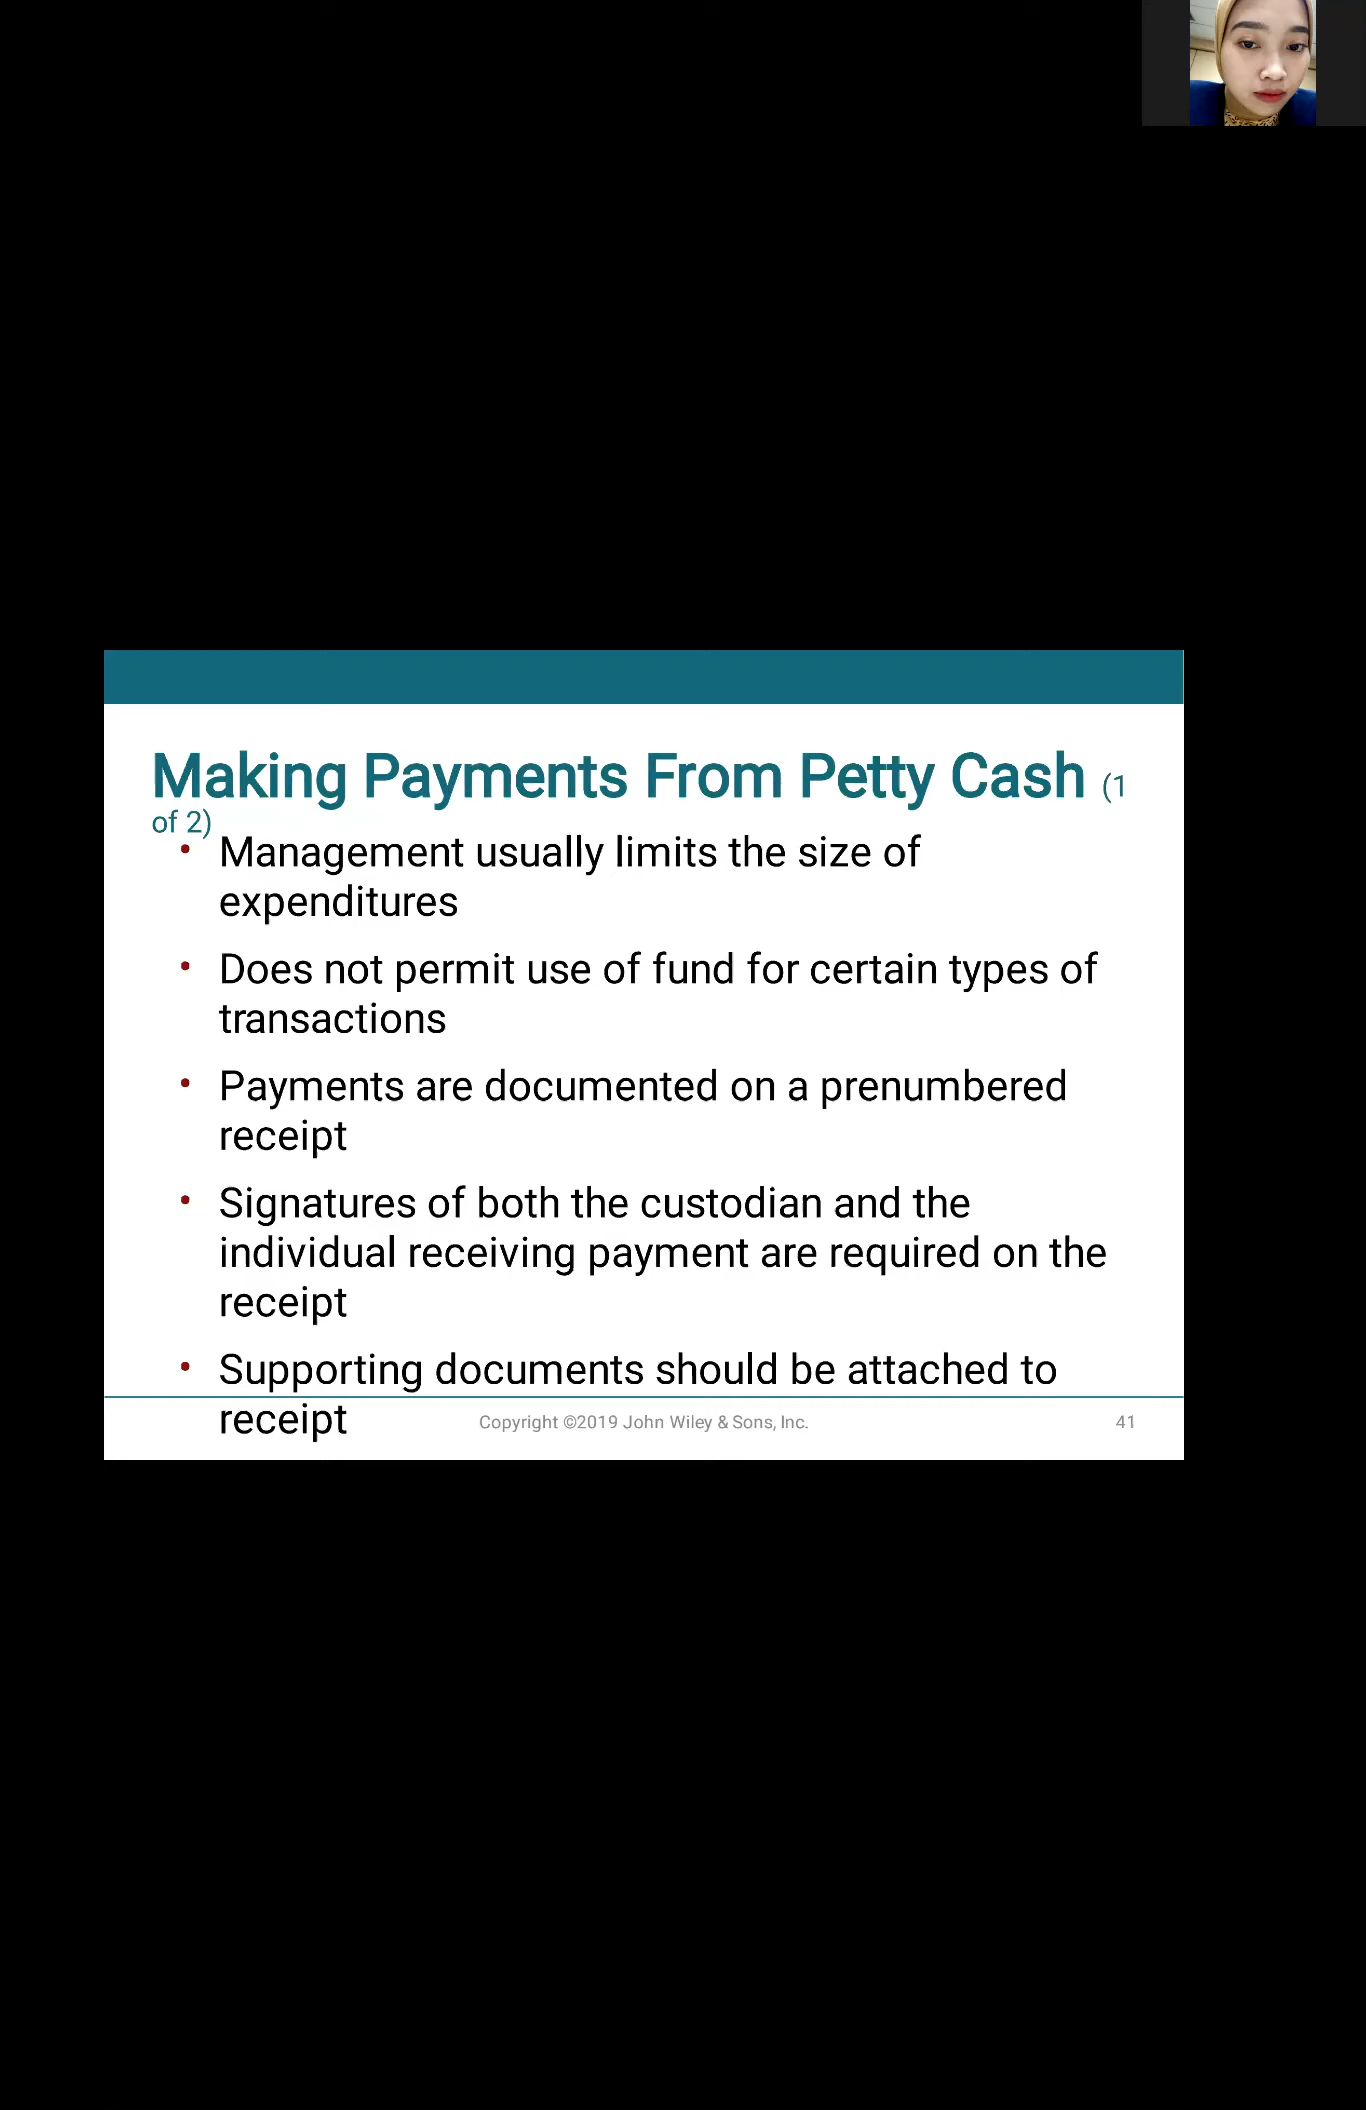 Making Payments From Petty Cash (1
of 2)
• Management usually limits the size of
expenditures
• Does not permit use of fund for certain types of
transactions
• Payments are documented on a prenumbered
receipt
• Signatures of both the custodian and the
individual receiving payment are required on the
receipt
• Supporting documents should be attached to
receipt
Copyright ©2019 John Wiley & Sons, Inc.
41